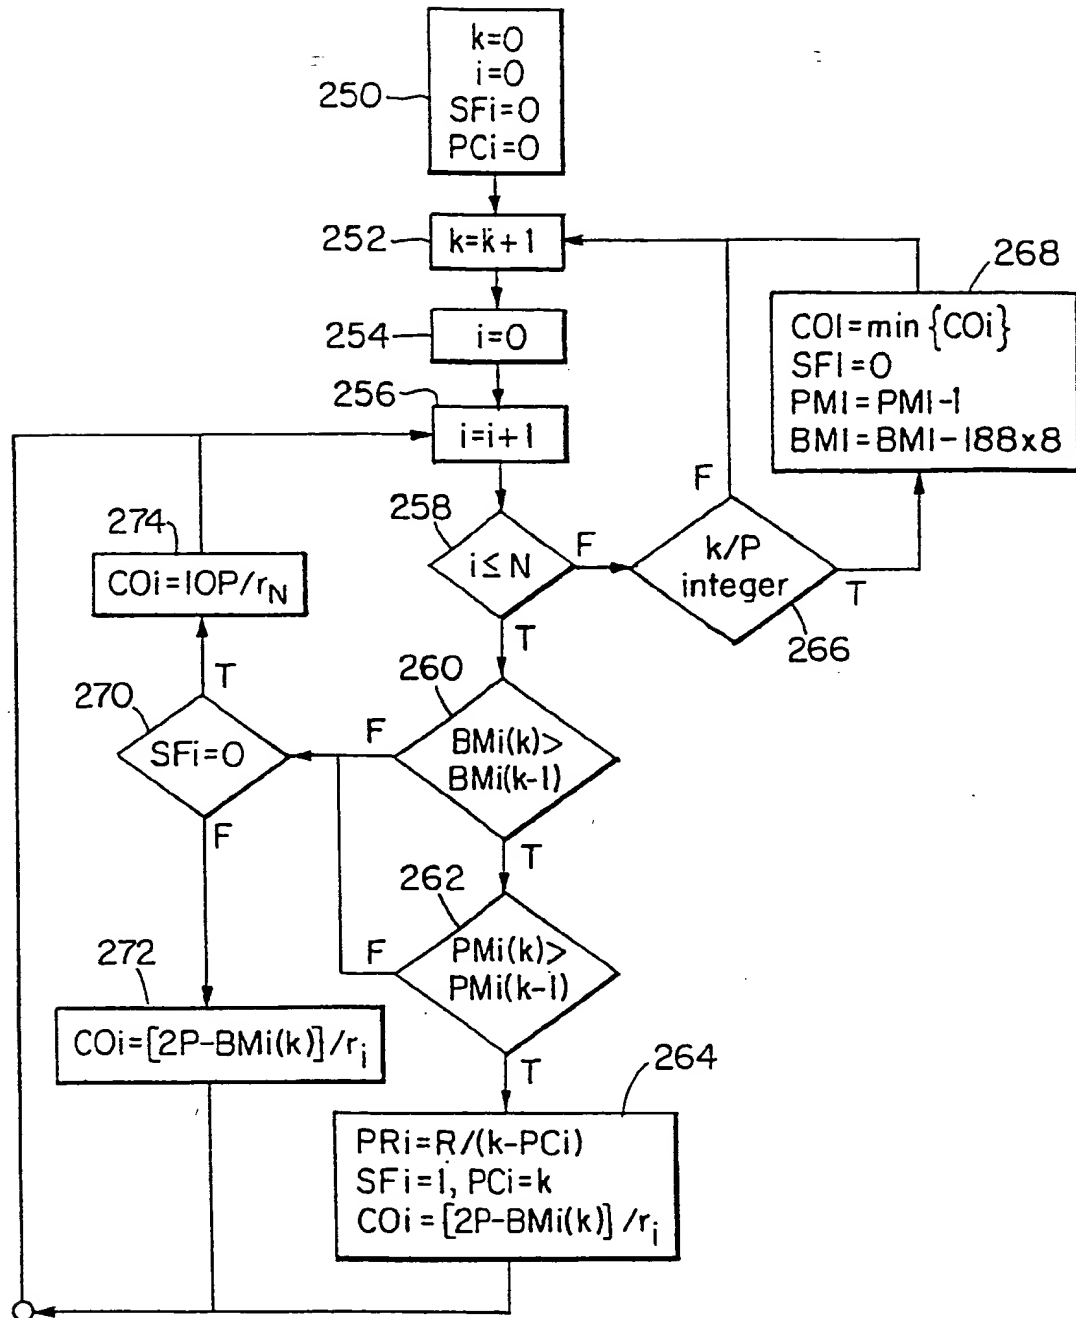 k=0
i=0
250
SFi=0
PCi=0
252
k=k+1
254
i=0
256
i=i+1
268
COI=min {COi}
SFI=0
PMI=PMI-1
BMI=BMI-188x8
258
i≤N
F
F
k/P
integer
T
266
274
COi=10P/rN
T
T
270
SFi=0
F
260
F
BMi(k)>
BMi(k-1)
T
262
F
PMi(k)>
PMi(k-1)
T
272
COi=[2P-BMi(k)]/ri
264
PRi=R/(k-PCi)
SFi=1, PCi=k
COi=[2P-BMi(k)]/ri